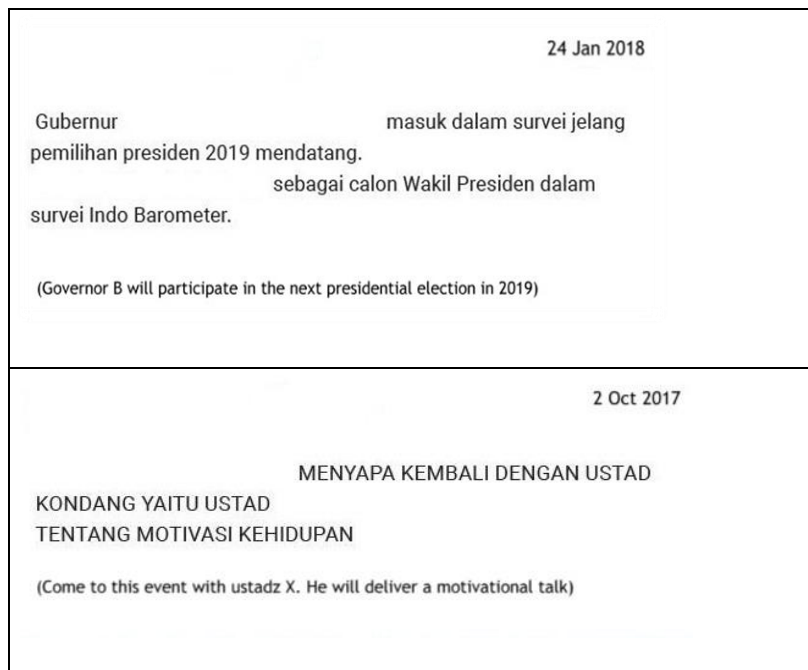 24 Jan 2018
Gubernur masuk dalam survei jelang
pemilihan presiden 2019 mendatang.
sebagai calon Wakil Presiden dalam
survei Indo Barometer.
(Governor B will participate in the next presidential election in 2019)
2 Oct 2017
MENYAPA KEMBALI DENGAN USTAD
KONDANG YAITU USTAD
TENTANG MOTIVASI KEHIDUPAN
(Come to this event with ustadz X. He will deliver a motivational talk)